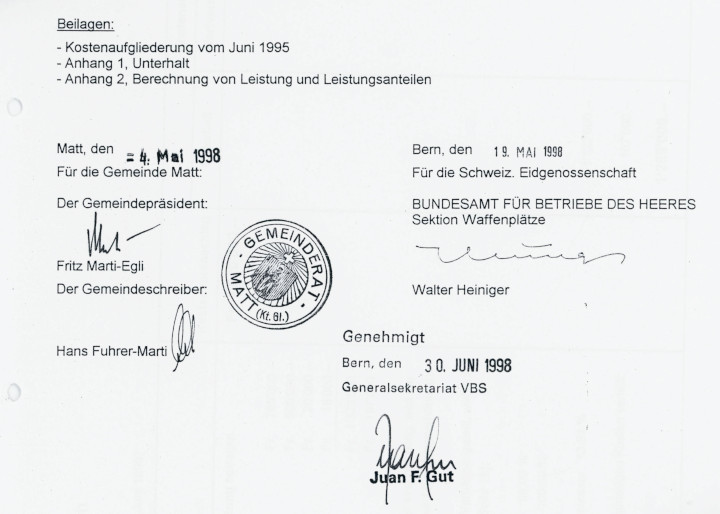 Beilagen:
- Kostenaufgliederung vom Juni 1995
- Anhang 1, Unterhalt
- Anhang 2, Berechnung von Leistung und Leistungsanteilen
Matt, den = 4. Mai 1998
Für die Gemeinde Matt:
Der Gemeindepräsident:
Fritz Marti-Egli
Der Gemeindeschreiber:
Hans Fuhrer-Marti
· GEMEINDERAT ·
MATT
(Kt. Gl.)
Bern, den 19. MAI 1998
Für die Schweiz. Eidgenossenschaft
BUNDESAMT FÜR BETRIEBE DES HEERES
Sektion Waffenplätze
Walter Heiniger
Genehmigt
Bern, den 30. JUNI 1998
Generalsekretariat VBS
Juan F. Gut